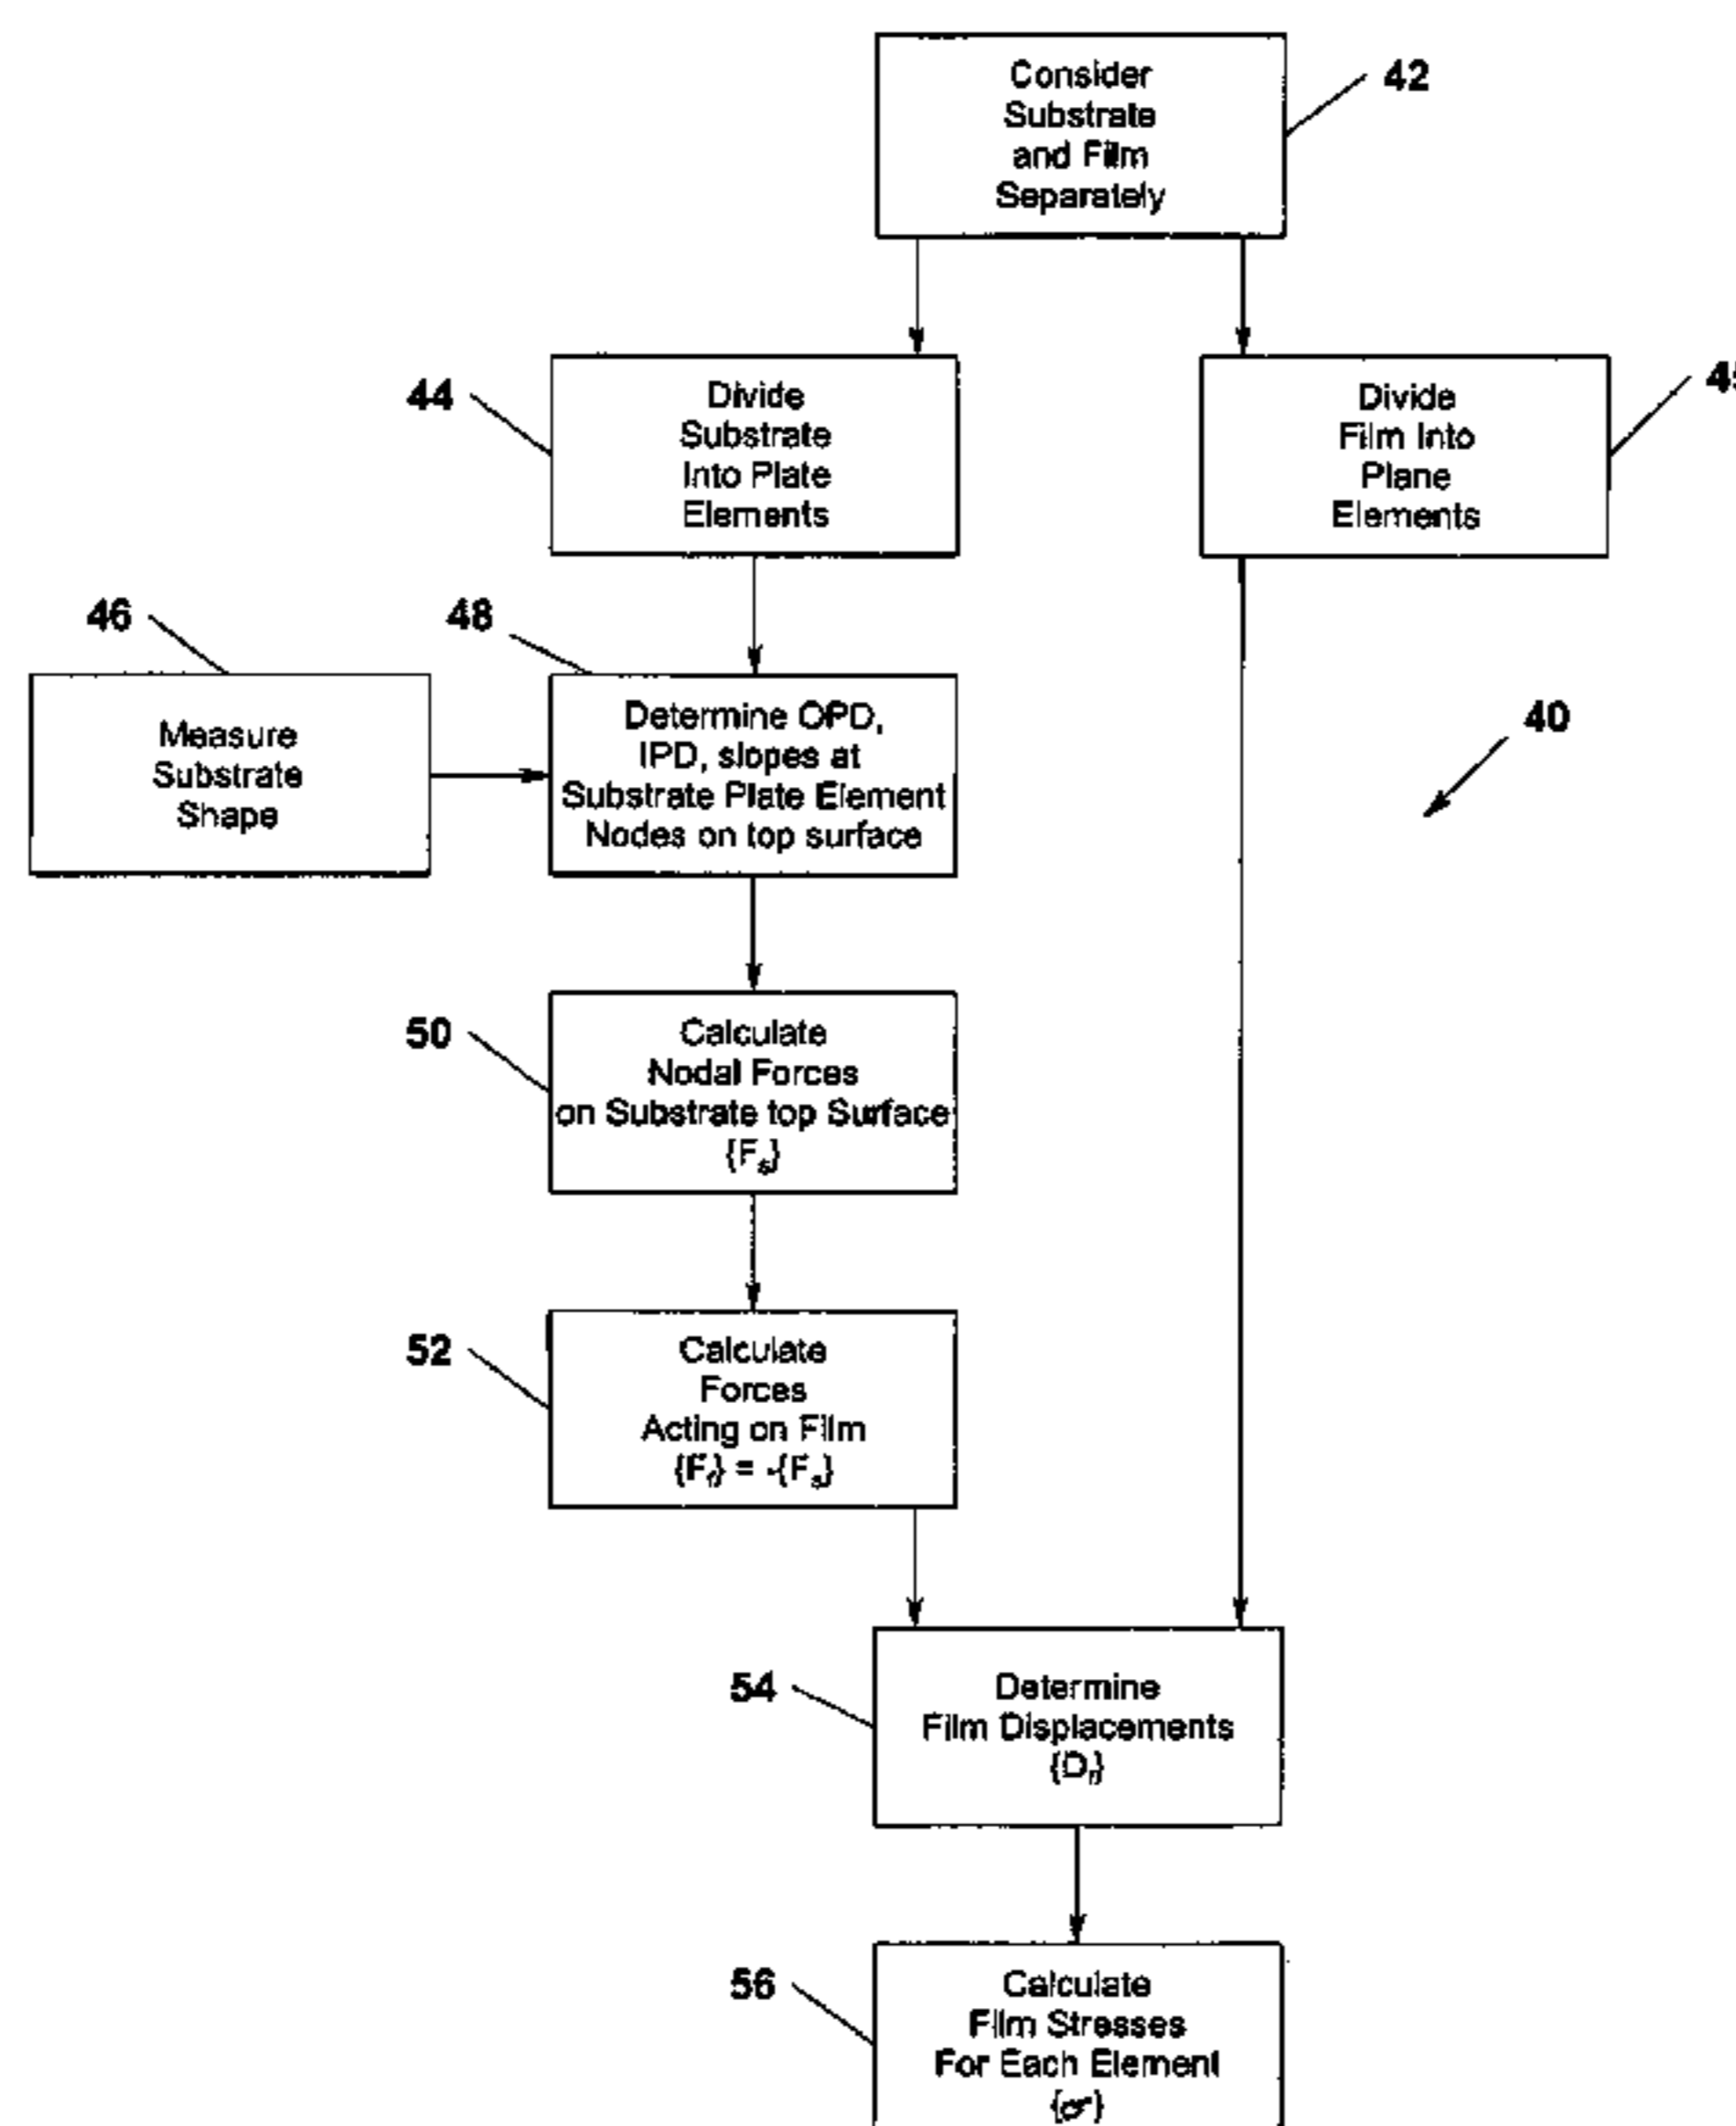 Consider
Substrate
and Film
Separately
42
44
Divide
Substrate
Into Plate
Elements
Divide
Film Into
Plane
Elements
46
48
Measure
Substrate
Shape
Determine OPD,
IPD, slopes at
Substrate Plate Element
Nodes on top surface
40
50
Calculate
Nodal Forces
on Substrate top Surface
{Fs}
52
Calculate
Forces
Acting on Film
{Ff} = -{Fs}
54
Determine
Film Displacements
{Df}
56
Calculate
Film Stresses
For Each Element
{σ}